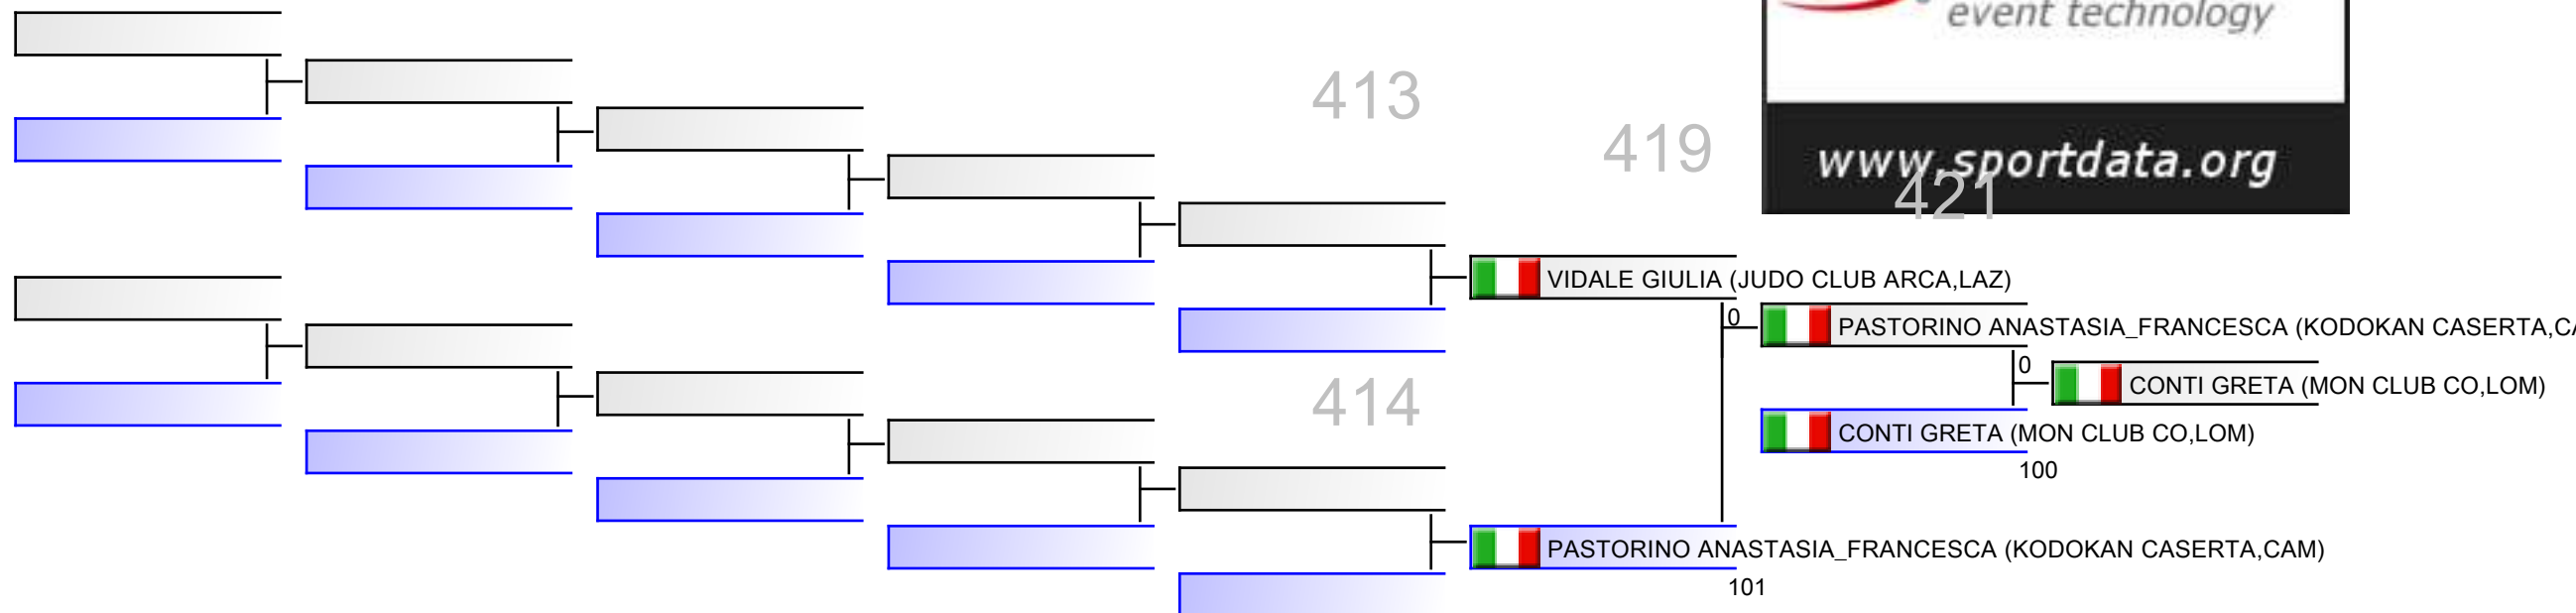 event technology
413
419
www.sportdata.org
421
VIDALE GIULIA (JUDO CLUB ARCA,LAZ)
0
PASTORINO ANASTASIA_FRANCESCA (KODOKAN CASERTA,CA
0
CONTI GRETA (MON CLUB CO,LOM)
414
CONTI GRETA (MON CLUB CO,LOM)
100
PASTORINO ANASTASIA_FRANCESCA (KODOKAN CASERTA,CAM)
101